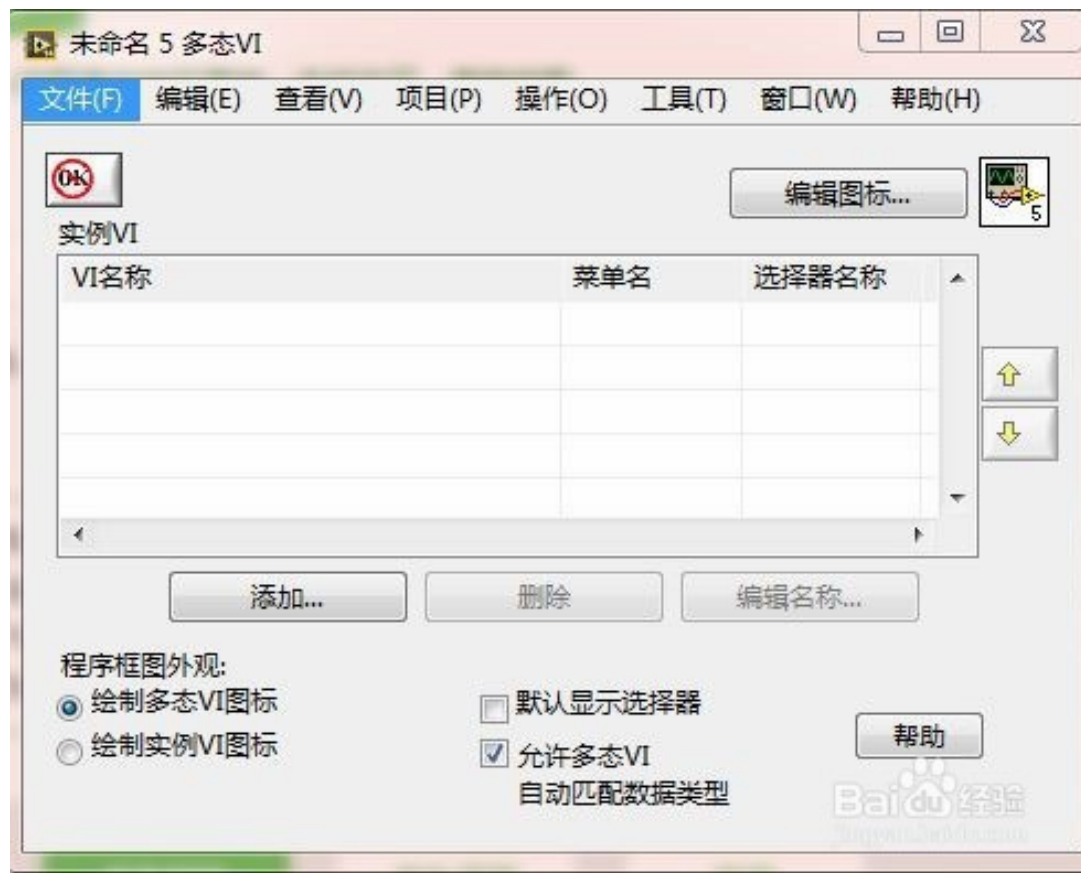 未命名 5 多态VI
文件(F) 编辑(E) 查看(V) 项目(P) 操作(O) 工具(T) 窗口(W) 帮助(H)
OK
编辑图标...
5
实例VI
VI名称 菜单名 选择器名称
添加... 删除 编辑名称...
程序框图外观:
绘制多态VI图标
默认显示选择器
绘制实例VI图标
允许多态VI
自动匹配数据类型
帮助
Baidu 经验